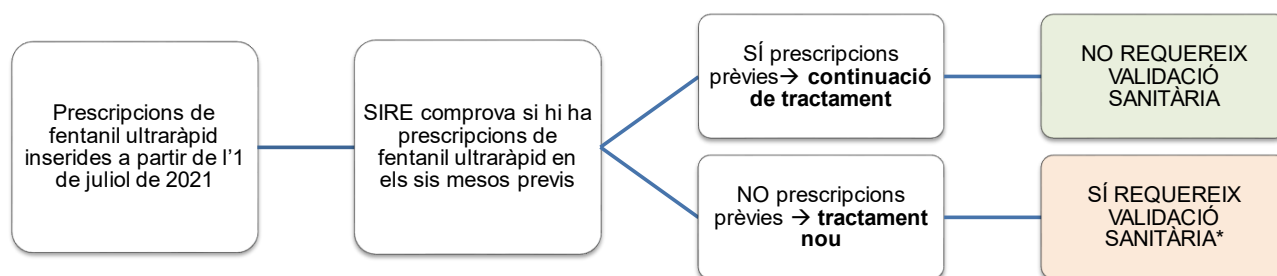 Prescripcions de
fentanil ultraràpid
inserides a partir de l’1
de juliol de 2021
SIRE comprova si hi ha
prescripcions de
fentanil ultraràpid en
els sis mesos previs
SÍ prescripcions
prèvies→ continuació
de tractament
NO REQUEREIX
VALIDACIÓ
SANITÀRIA
NO prescripcions
prèvies → tractament
nou
SÍ REQUEREIX
VALIDACIÓ
SANITÀRIA*